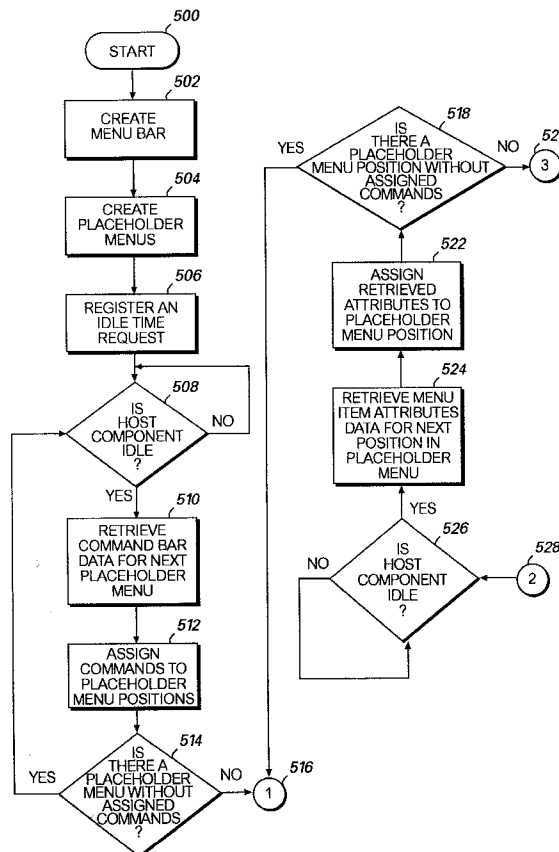 500
START
502
CREATE
MENU BAR
504
CREATE
PLACEHOLDER
MENUS
506
REGISTER AN
IDLE TIME
REQUEST
508
IS
HOST
COMPONENT
IDLE
?
NO
YES
510
RETRIEVE
COMMAND BAR
DATA FOR NEXT
PLACEHOLDER
MENU
512
ASSIGN
COMMANDS TO
PLACEHOLDER
MENU POSITIONS
514
IS
THERE A
PLACEHOLDER
MENU WITHOUT
ASSIGNED
COMMANDS
?
YES
NO
1
516
518
IS
THERE A
PLACEHOLDER
MENU POSITION WITHOUT
ASSIGNED
COMMANDS
?
YES
NO
52
3
522
ASSIGN
RETRIEVED
ATTRIBUTES TO
PLACEHOLDER
MENU POSITION
524
RETRIEVE MENU
ITEM ATTRIBUTES
DATA FOR NEXT
POSITION IN
PLACEHOLDER
MENU
YES
526
IS
HOST
COMPONENT
IDLE
?
NO
528
2